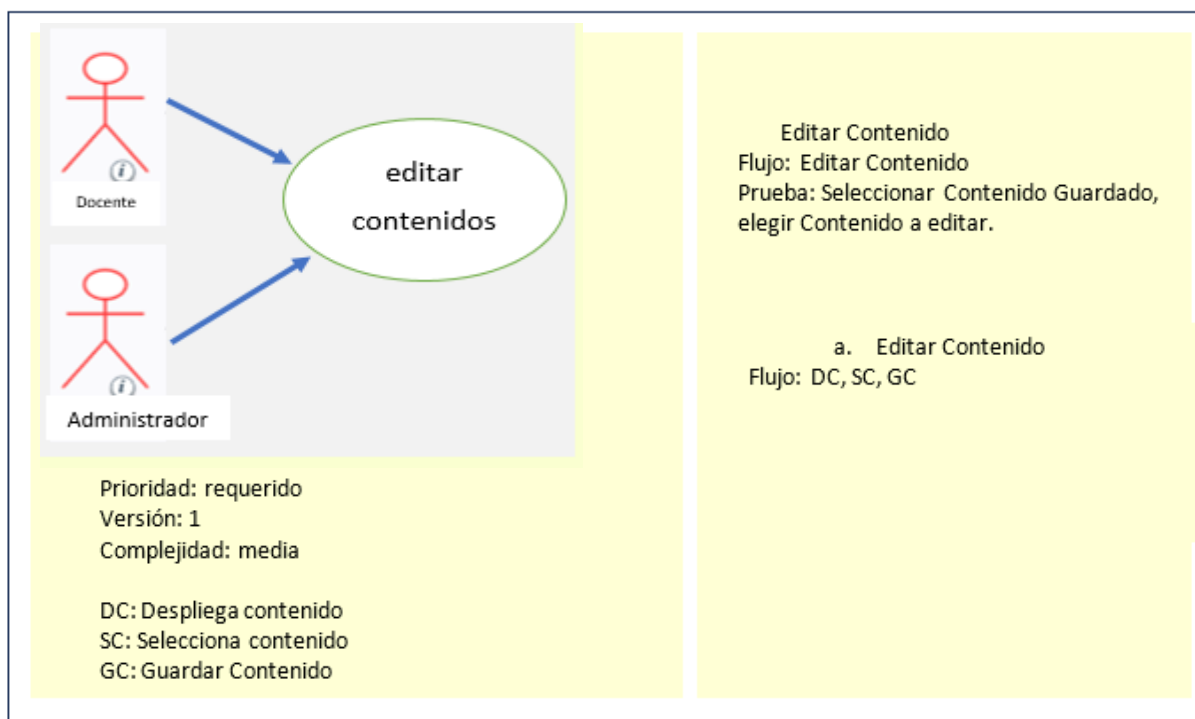 Docente
editar
contenidos
Administrador
Prioridad: requerido
Versión: 1
Complejidad: media
DC: Despliega contenido
SC: Selecciona contenido
GC: Guardar Contenido
Editar Contenido
Flujo: Editar Contenido
Prueba: Seleccionar Contenido Guardado,
elegir Contenido a editar.
a. Editar Contenido
Flujo: DC, SC, GC